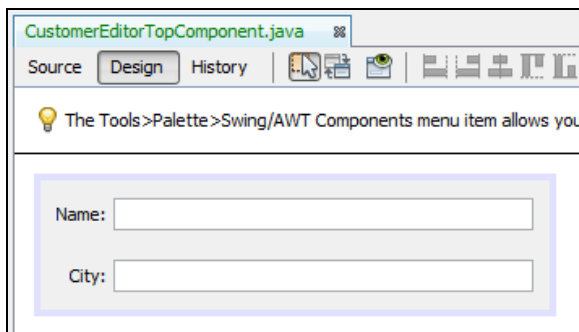 CustomerEditorTopComponent.java
Source Design History
The Tools>Palette>Swing/AWT Components menu item allows you
Name:
City: